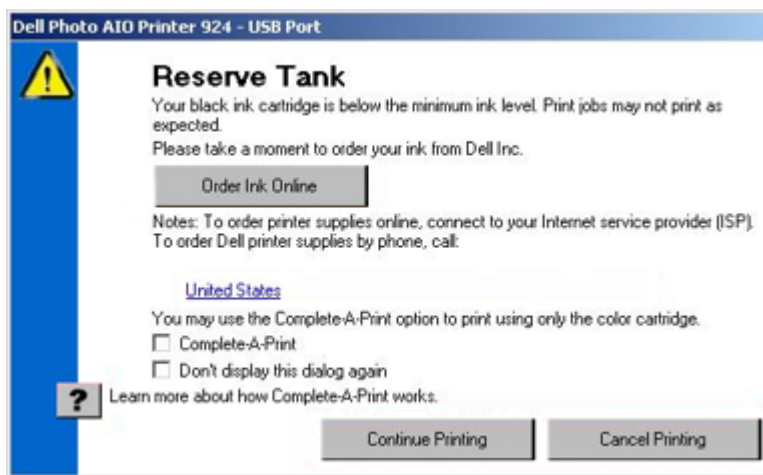 Dell Photo AIO Printer 924 - USB Port
Reserve Tank
Your black ink cartridge is below the minimum ink level. Print jobs may not print as
expected.
Please take a moment to order your ink from Dell Inc.
Order Ink Online
Notes: To order printer supplies online, connect to your Internet service provider (ISP).
To order Dell printer supplies by phone, call:
United States
You may use the Complete-A-Print option to print using only the color cartridge.
Complete-A-Print
Don't display this dialog again
? Learn more about how Complete-A-Print works.
Continue Printing Cancel Printing